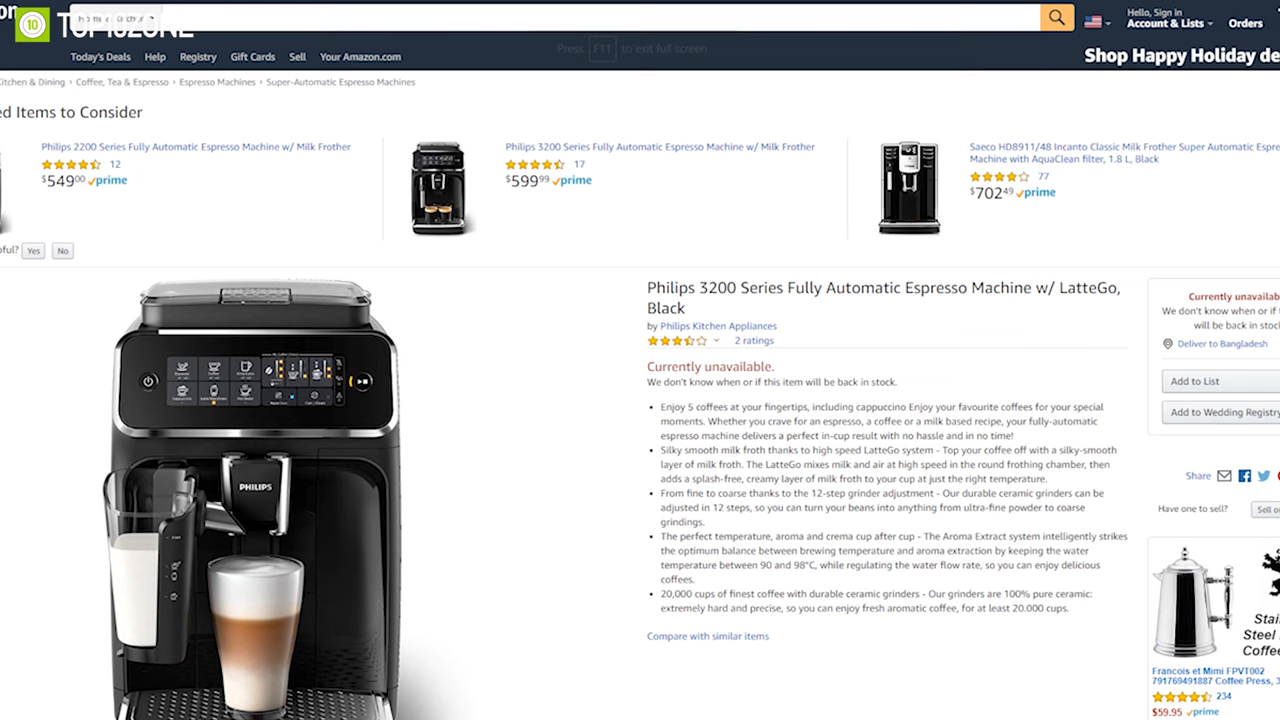 on
10
TOP10ZONE
Hello, Sign in
Account & Lists
Orders
Today's Deals
Help
Registry
Gift Cards
Sell
Your Amazon.com
Press F11 to exit full screen
Shop Happy Holiday de
Kitchen & Dining › Coffee, Tea & Espresso › Espresso Machines › Super-Automatic Espresso Machines
ed Items to Consider
Philips 2200 Series Fully Automatic Espresso Machine w/ Milk Frother
12
$549 00 prime
Philips 3200 Series Fully Automatic Espresso Machine w/ Milk Frother
17
$599 99 prime
Saeco HD8911/48 Incanto Classic Milk Frother Super Automatic Espre
Machine with AquaClean filter, 1.8 L, Black
77
$702 49 prime
pful? Yes No
PHILIPS
Philips 3200 Series Fully Automatic Espresso Machine w/ LatteGo,
Black
by Philips Kitchen Appliances
2 ratings
Currently unavailable.
We don't know when or if this item will be back in stock.
• Enjoy 5 coffees at your fingertips, including cappuccino Enjoy your favourite coffees for your special
moments. Whether you crave for an espresso, a coffee or a milk based recipe, your fully-automatic
espresso machine delivers a perfect in-cup result with no hassle and in no time!
• Silky smooth milk froth thanks to high speed LatteGo system - Top your coffee off with a silky-smooth
layer of milk froth. The LatteGo mixes milk and air at high speed in the round frothing chamber, then
adds a splash-free, creamy layer of milk froth to your cup at just the right temperature.
• From fine to coarse thanks to the 12-step grinder adjustment - Our durable ceramic grinders can be
adjusted in 12 steps, so you can turn your beans into anything from ultra-fine powder to coarse
grindings.
• The perfect temperature, aroma and crema cup after cup - The Aroma Extract system intelligently strikes
the optimum balance between brewing temperature and aroma extraction by keeping the water
temperature between 90 and 98°C, while regulating the water flow rate, so you can enjoy delicious
coffees.
• 20,000 cups of finest coffee with durable ceramic grinders - Our grinders are 100% pure ceramic:
extremely hard and precise, so you can enjoy fresh aromatic coffee, for at least 20.000 cups.
Compare with similar items
Currently unavailab
We don't know when or if t
will be back in stoc
Deliver to Bangladesh
Add to List
Add to Wedding Registry
Share
Have one to sell?
Sell o
Stai
Steel
Coffe
Francois et Mimi FPVT002
791769491887 Coffee Press, 3
234
$59.95 prime